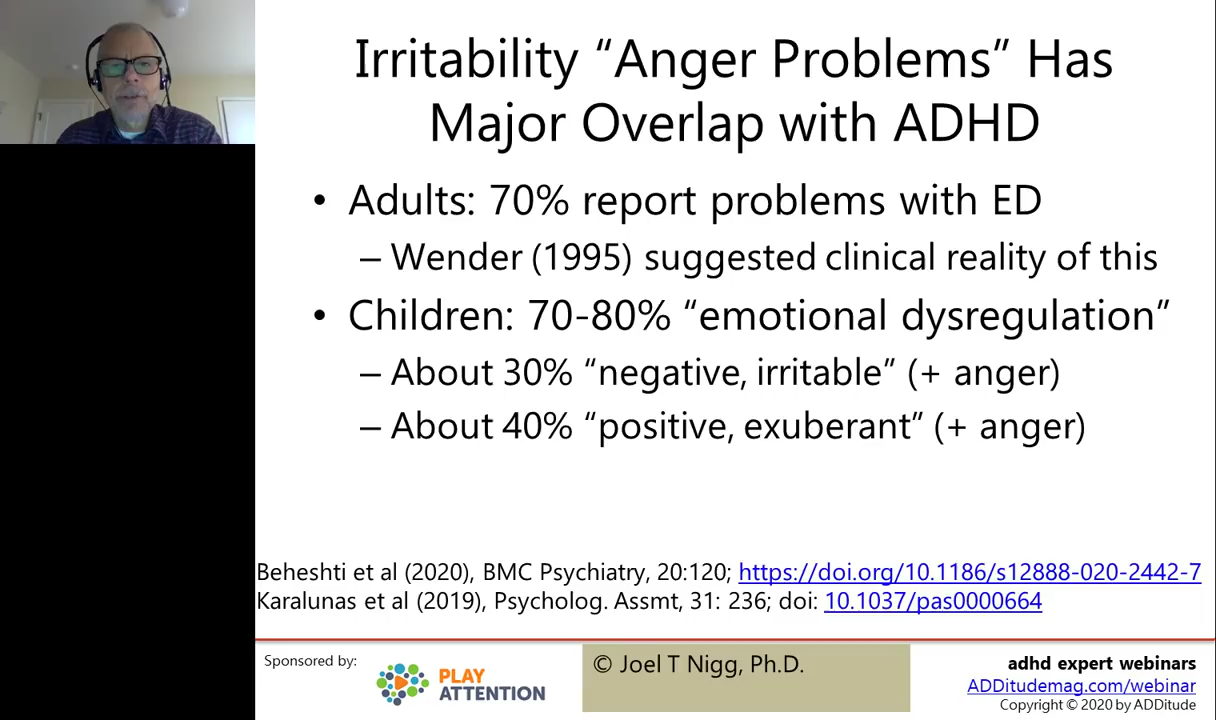 Irritability “Anger Problems” Has
Major Overlap with ADHD
• Adults: 70% report problems with ED
– Wender (1995) suggested clinical reality of this
• Children: 70-80% “emotional dysregulation”
– About 30% “negative, irritable” (+ anger)
– About 40% “positive, exuberant” (+ anger)
Beheshti et al (2020), BMC Psychiatry, 20:120; https://doi.org/10.1186/s12888-020-2442-7
Karalunas et al (2019), Psycholog. Assmt, 31: 236; doi: 10.1037/pas0000664
Sponsored by:
PLAY
ATTENTION
© Joel T Nigg, Ph.D.
adhd expert webinars
ADDitudemag.com/webinar
Copyright © 2020 by ADDitude